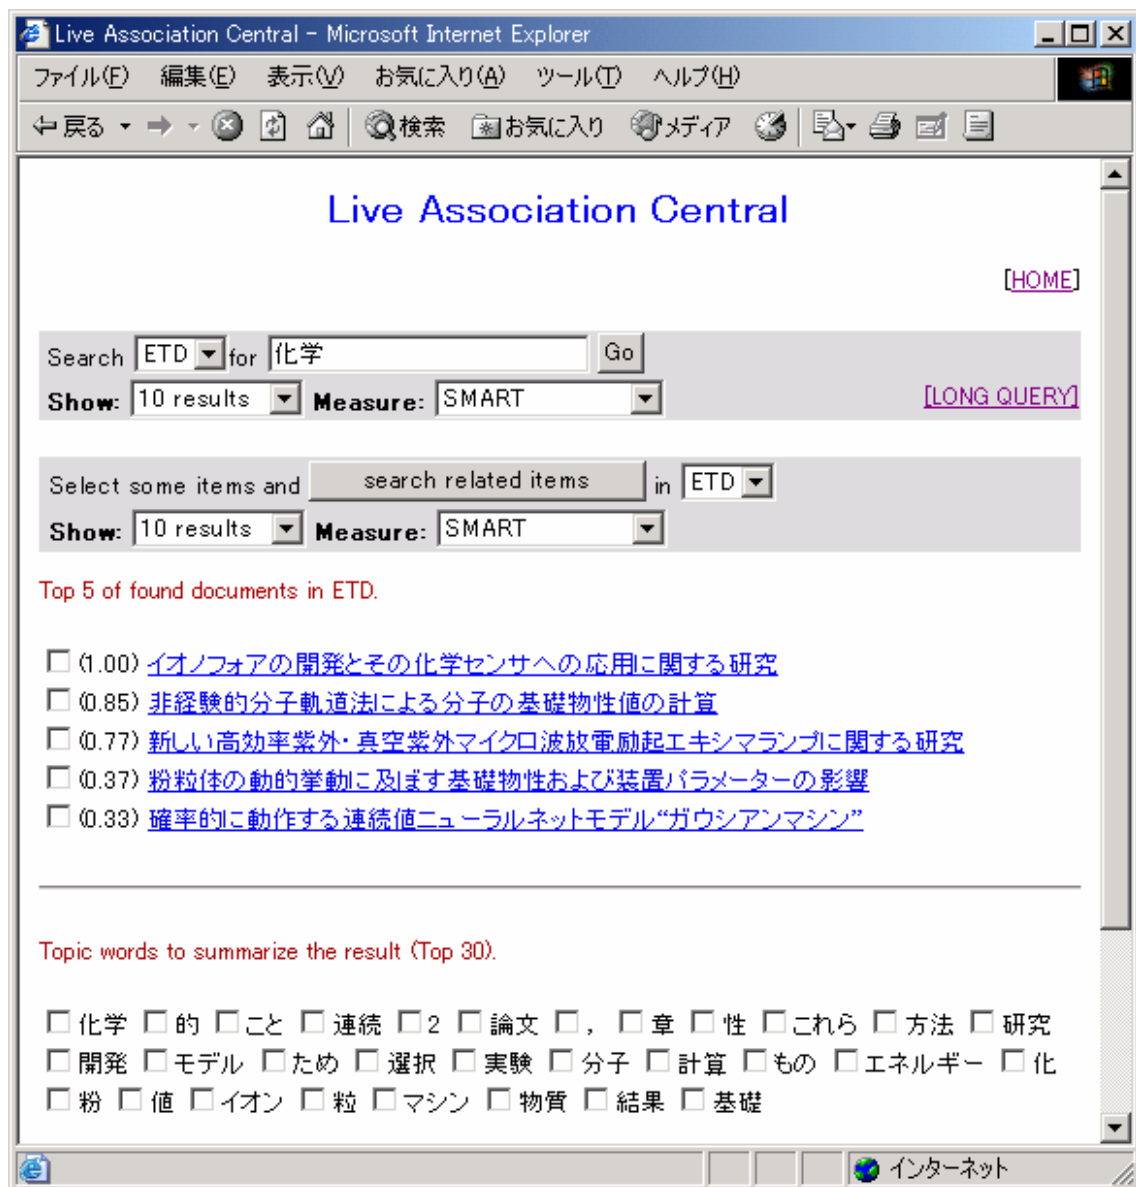 Live Association Central - Microsoft Internet Explorer
ファイル(F) 編集(E) 表示(V) お気に入り(A) ツール(T) ヘルプ(H)
戻る 検索 お気に入り メディア
Live Association Central
[HOME]
Search ETD for 化学 Go
Show: 10 results Measure: SMART [LONG QUERY]
Select some items and search related items in ETD
Show: 10 results Measure: SMART
Top 5 of found documents in ETD.
(1.00) イオノフォアの開発とその化学センサへの応用に関する研究
(0.85) 非経験的分子軌道法による分子の基礎物性値の計算
(0.77) 新しい高効率紫外・真空紫外マイクロ波放電励起エキシマランプに関する研究
(0.37) 粉粒体の動的挙動に及ぼす基礎物性および装置パラメーターの影響
(0.33) 確率的に動作する連続値ニューラルネットモデル“ガウシアンマシン”
Topic words to summarize the result (Top 30).
化学 的 こと 連続 2 論文 , 章 性 これら 方法 研究
開発 モデル ため 選択 実験 分子 計算 もの エネルギー 化
粉 値 イオン 粒 マシン 物質 結果 基礎
インターネット